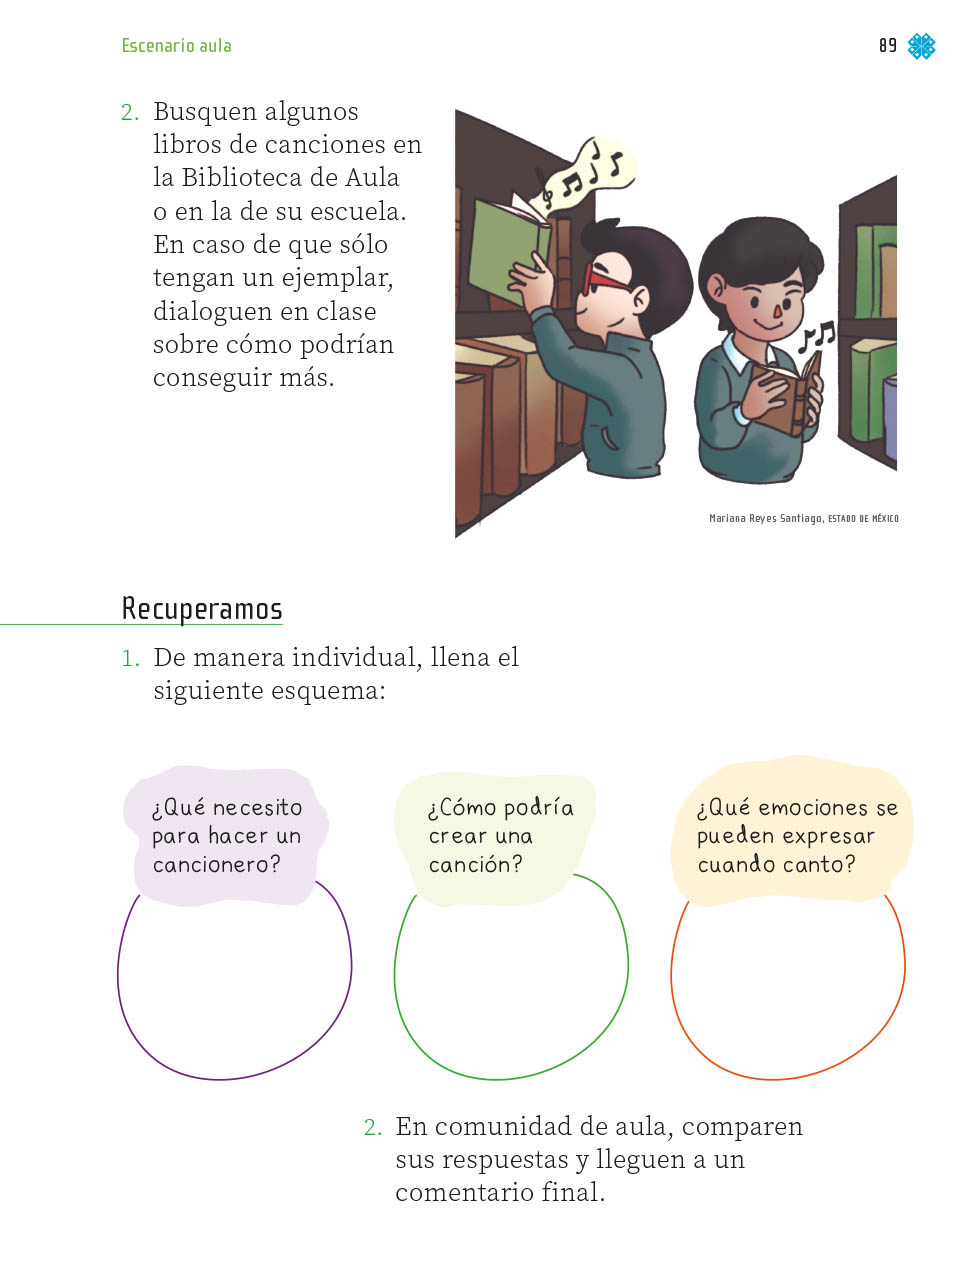 Escenario aula
89
2. Busquen algunos
libros de canciones en
la Biblioteca de Aula
o en la de su escuela.
En caso de que sólo
tengan un ejemplar,
dialoguen en clase
sobre cómo podrían
conseguir más.
Mariana Reyes Santiago, ESTADO DE MÉXICO
Recuperamos
1. De manera individual, llena el
siguiente esquema:
¿Qué necesito
para hacer un
cancionero?
¿Cómo podría
crear una
canción?
¿Qué emociones se
pueden expresar
cuando canto?
2. En comunidad de aula, comparen
sus respuestas y lleguen a un
comentario final.